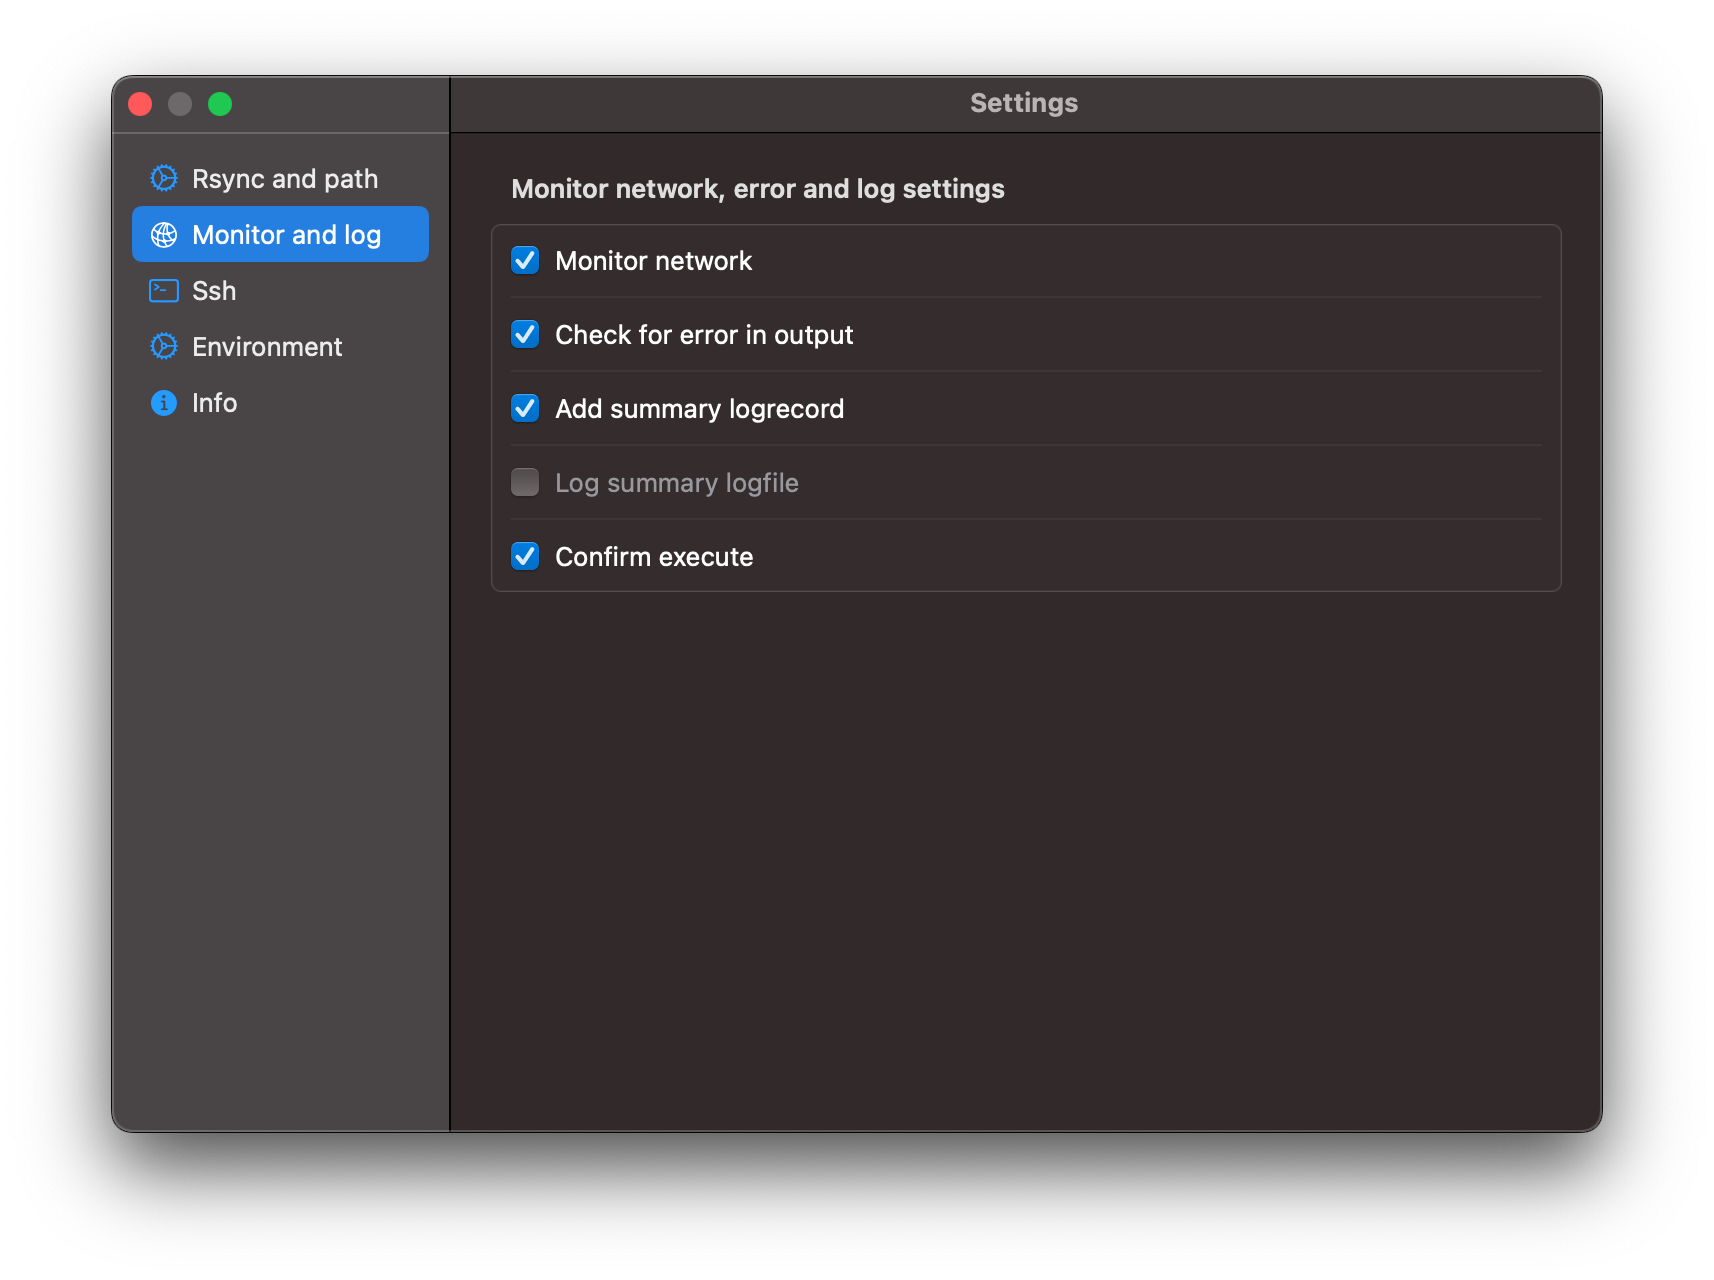 Settings
Rsync and path
Monitor and log
Ssh
Environment
Info
Monitor network, error and log settings
Monitor network
Check for error in output
Add summary logrecord
Log summary logfile
Confirm execute